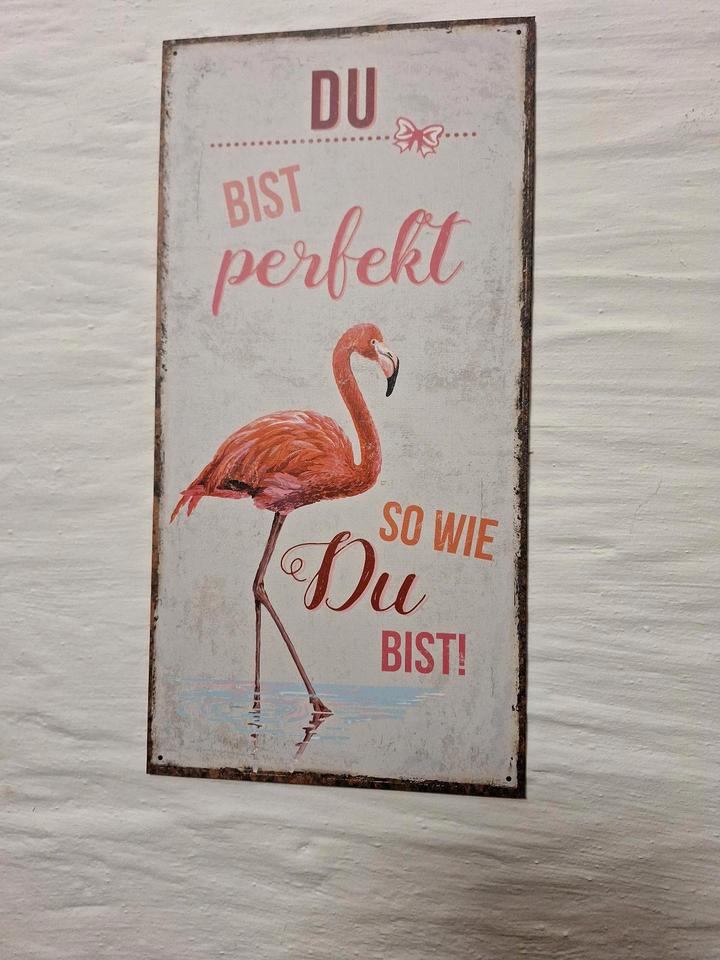 DU
BIST
perfekt
SO WIE
Du
BIST!